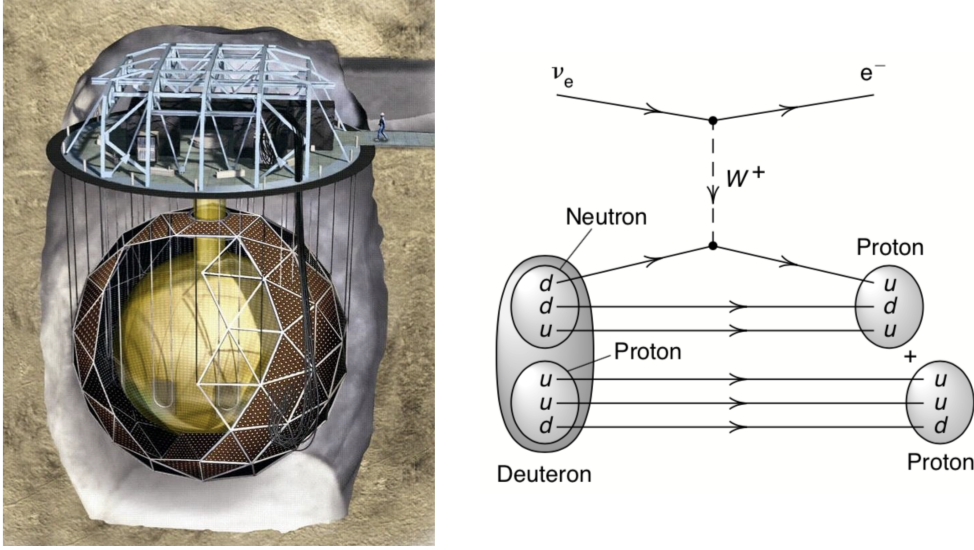 νₑ e⁻
W⁺
Neutron
Proton
d u
d d
u u
Proton +
u u
u u
d d
Deuteron Proton